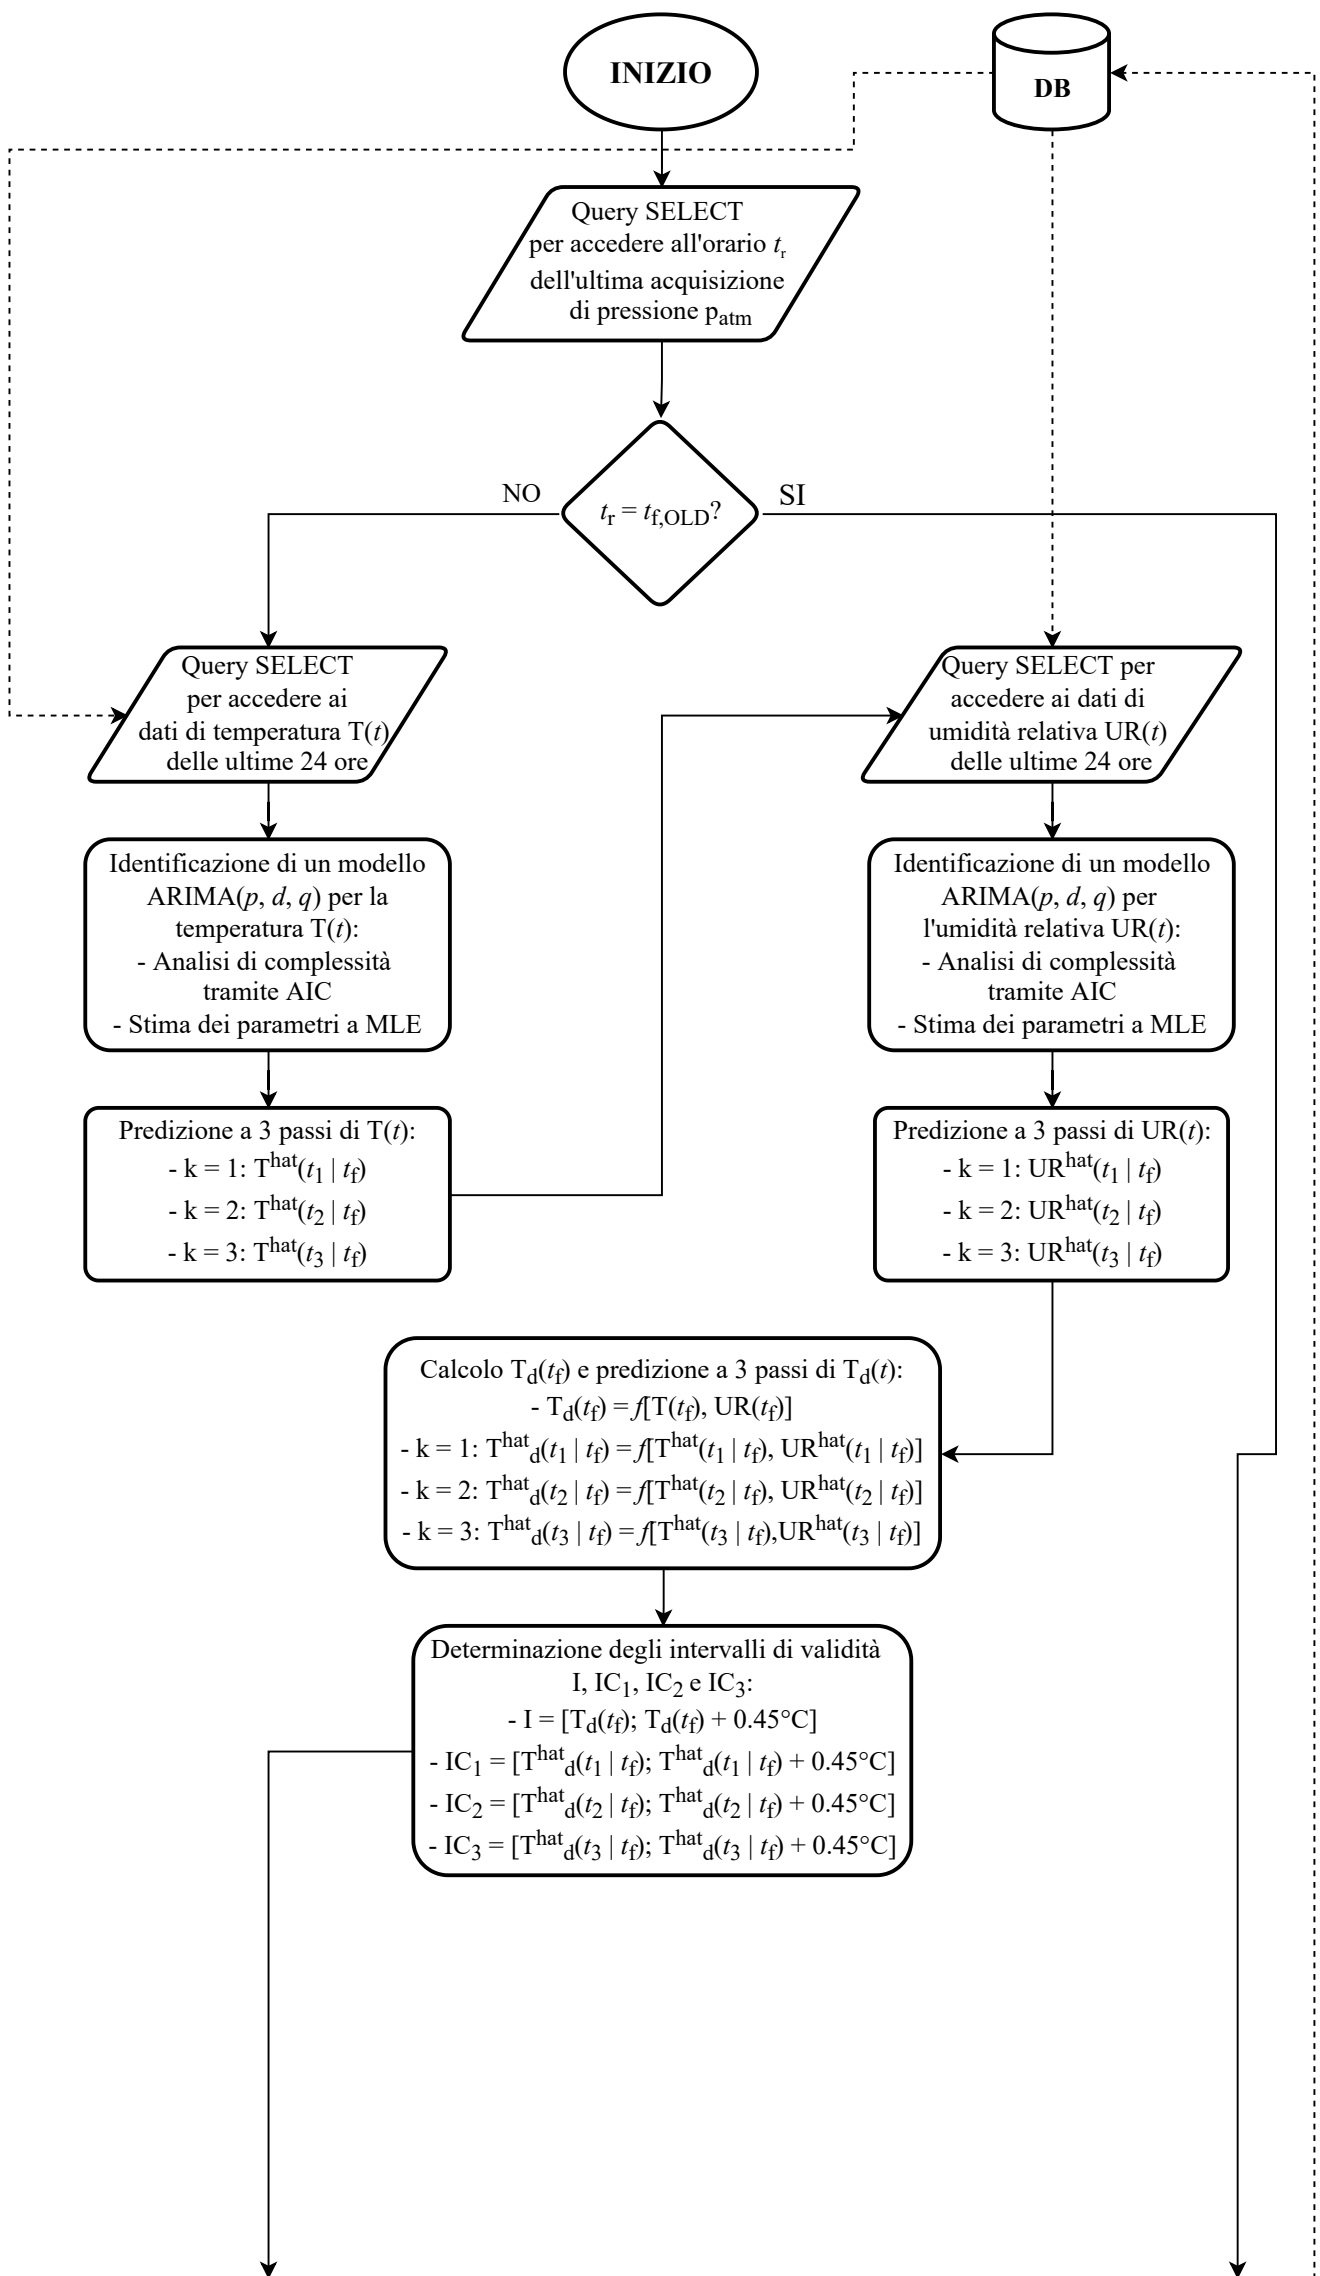 INIZIO
DB
Query SELECT
per accedere all'orario t_r
dell'ultima acquisizione
di pressione p_atm
NO
SI
t_r = t_f,OLD?
Query SELECT
per accedere ai
dati di temperatura T(t)
delle ultime 24 ore
Query SELECT per
accedere ai dati di
umidità relativa UR(t)
delle ultime 24 ore
Identificazione di un modello
ARIMA(p, d, q) per la
temperatura T(t):
- Analisi di complessità
tramite AIC
- Stima dei parametri a MLE
Identificazione di un modello
ARIMA(p, d, q) per
l'umidità relativa UR(t):
- Analisi di complessità
tramite AIC
- Stima dei parametri a MLE
Predizione a 3 passi di T(t):
- k = 1: T^hat(t_1 | t_f)
- k = 2: T^hat(t_2 | t_f)
- k = 3: T^hat(t_3 | t_f)
Predizione a 3 passi di UR(t):
- k = 1: UR^hat(t_1 | t_f)
- k = 2: UR^hat(t_2 | t_f)
- k = 3: UR^hat(t_3 | t_f)
Calcolo T_d(t_f) e predizione a 3 passi di T_d(t):
- T_d(t_f) = f[T(t_f), UR(t_f)]
- k = 1: T^hat_d(t_1 | t_f) = f[T^hat(t_1 | t_f), UR^hat(t_1 | t_f)]
- k = 2: T^hat_d(t_2 | t_f) = f[T^hat(t_2 | t_f), UR^hat(t_2 | t_f)]
- k = 3: T^hat_d(t_3 | t_f) = f[T^hat(t_3 | t_f),UR^hat(t_3 | t_f)]
Determinazione degli intervalli di validità
I, IC_1, IC_2 e IC_3:
- I = [T_d(t_f); T_d(t_f) + 0.45°C]
- IC_1 = [T^hat_d(t_1 | t_f); T^hat_d(t_1 | t_f) + 0.45°C]
- IC_2 = [T^hat_d(t_2 | t_f); T^hat_d(t_2 | t_f) + 0.45°C]
- IC_3 = [T^hat_d(t_3 | t_f); T^hat_d(t_3 | t_f) + 0.45°C]